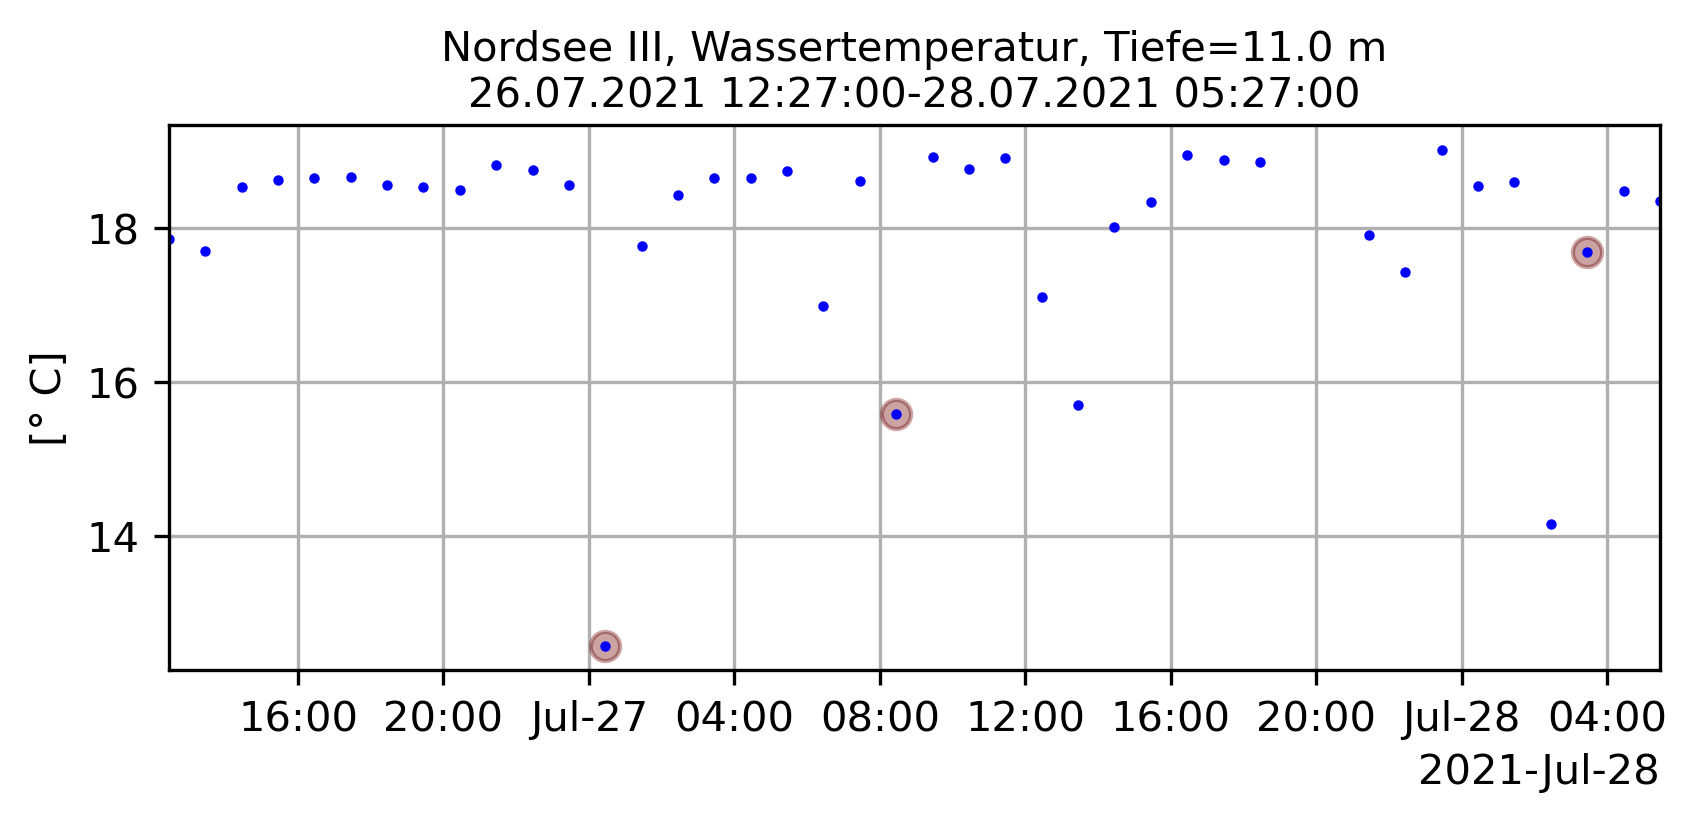 Nordsee III, Wassertemperatur, Tiefe=11.0 m
26.07.2021 12:27:00-28.07.2021 05:27:00
[° C]
18
16
14
16:00 20:00 Jul-27 04:00 08:00 12:00 16:00 20:00 Jul-28 04:00
2021-Jul-28